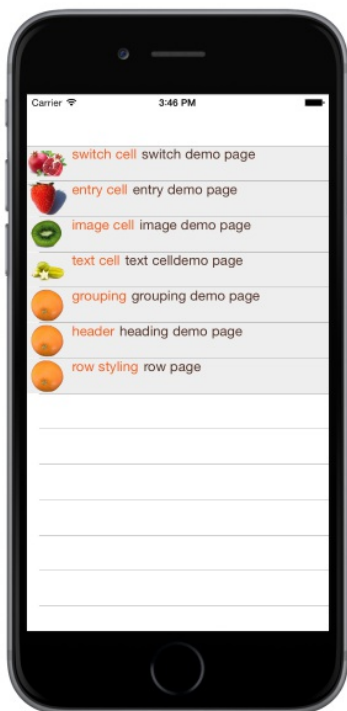 Carrier 3:46 PM
switch cell switch demo page
entry cell entry demo page
image cell image demo page
text cell text celldemo page
grouping grouping demo page
header heading demo page
row styling row page